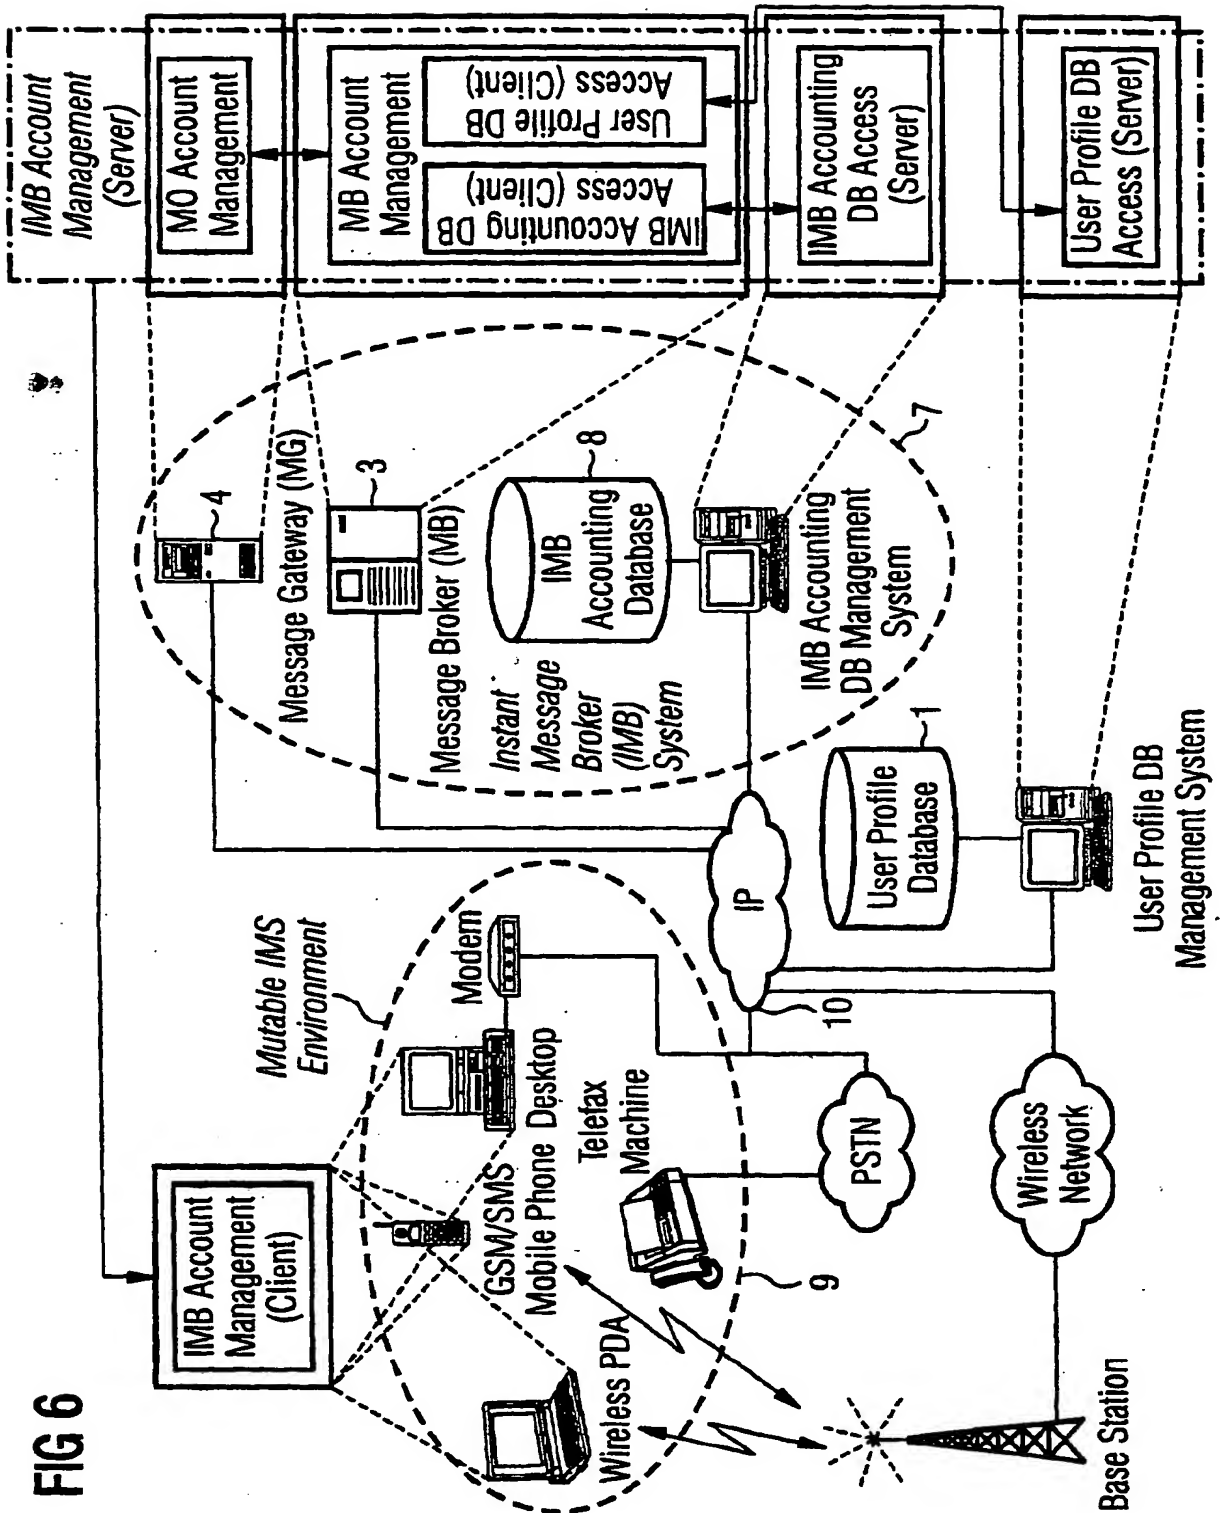 FIG 6
IMB Account
Management
(Client)
Mutable IMS
Environment
Modem
Desktop
GSM/SMS
Mobile Phone
Wireless PDA
Telefax
Machine
9
Base Station
Wireless
Network
PSTN
10
IP
User Profile
Database
1
User Profile DB
Management System
4
Message Gateway (MG)
3
Message Broker (MB)
Instant
Message
Broker
(IMB)
System
IMB
Accounting
Database
8
IMB Accounting
DB Management
System
7
IMB Account
Management
(Server)
MO Account
Management
MB Account
Management
IMB Accounting DB
Access (Client)
User Profile DB
Access (Client)
IMB Accounting
DB Access
(Server)
User Profile DB
Access (Server)